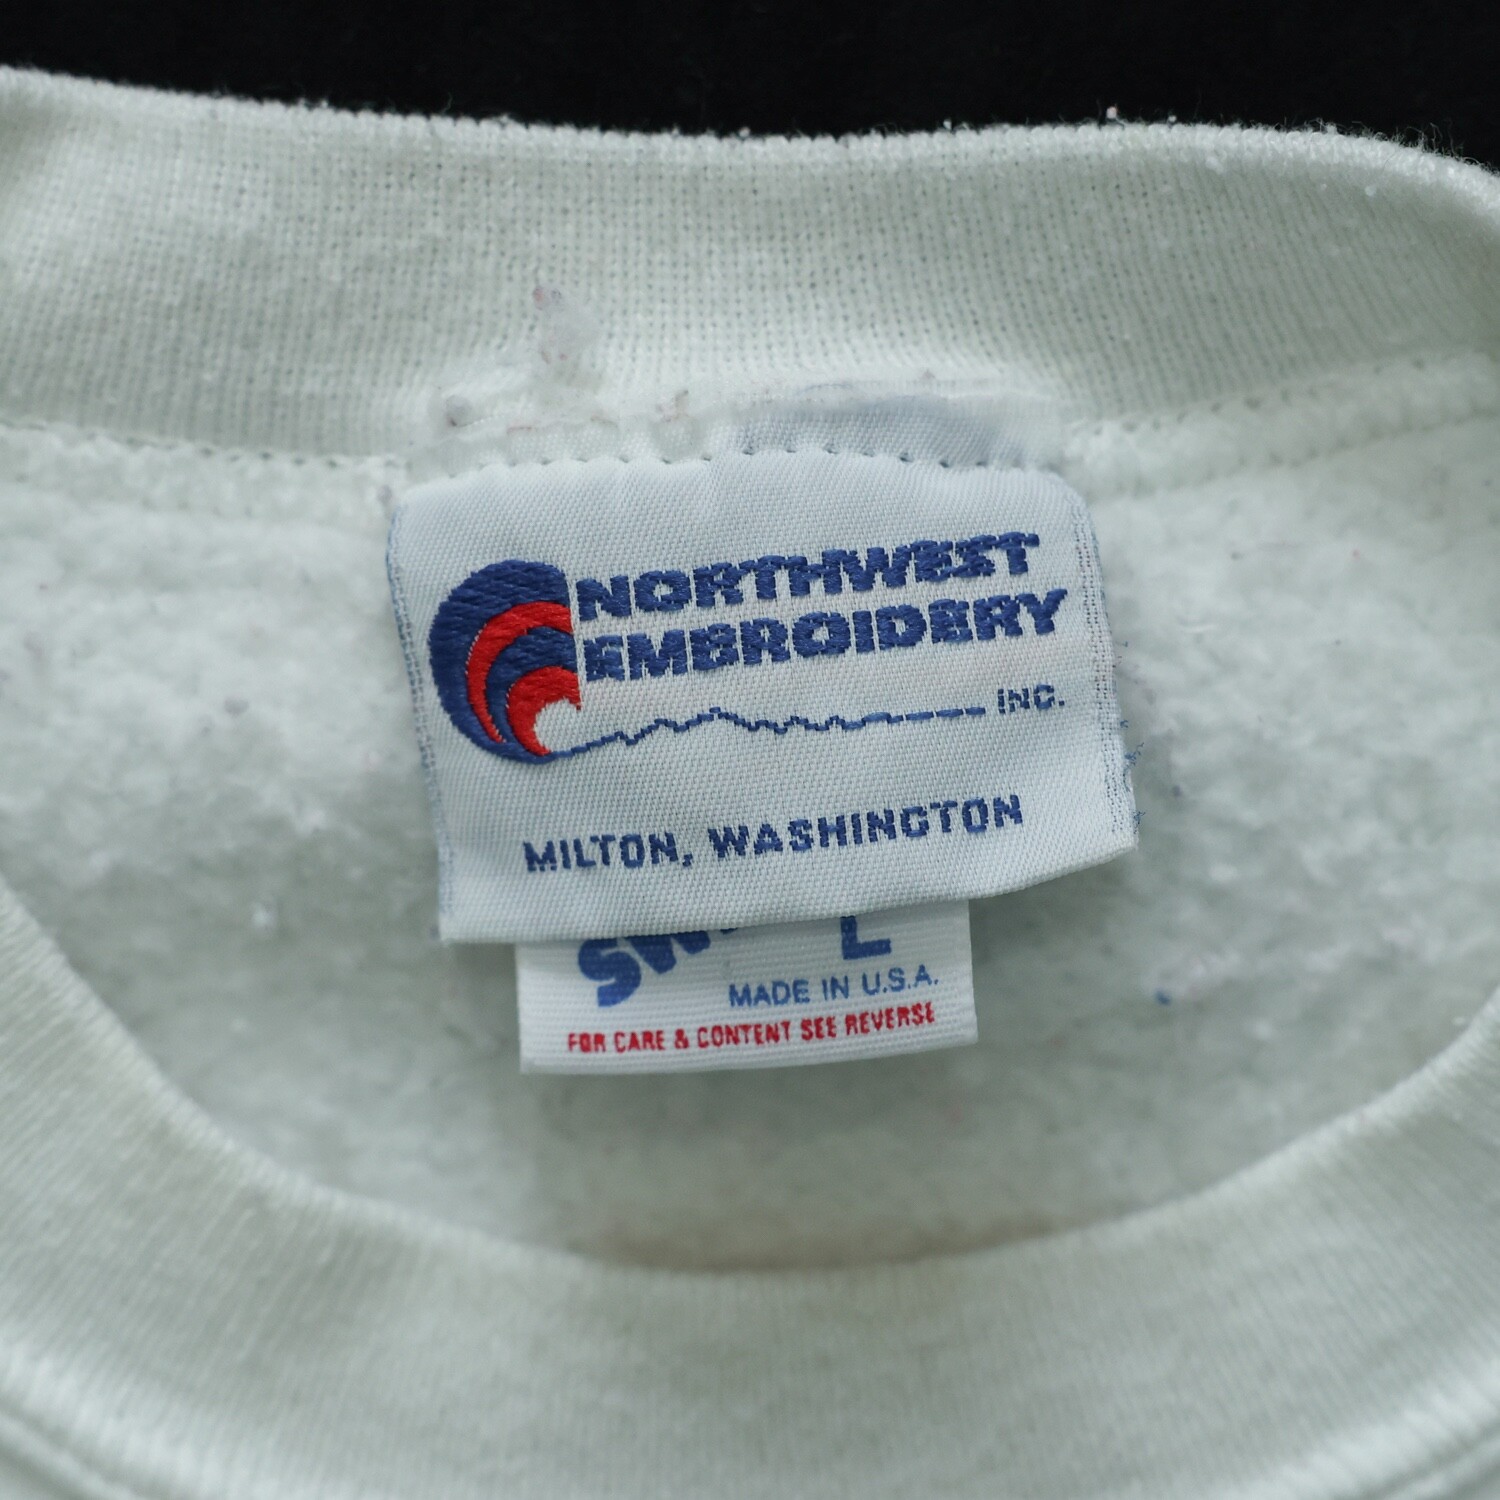 NORTHWEST
EMBROIDERY
INC.
MILTON, WASHINGTON
L
MADE IN U.S.A.
FOR CARE & CONTENT SEE REVERSE